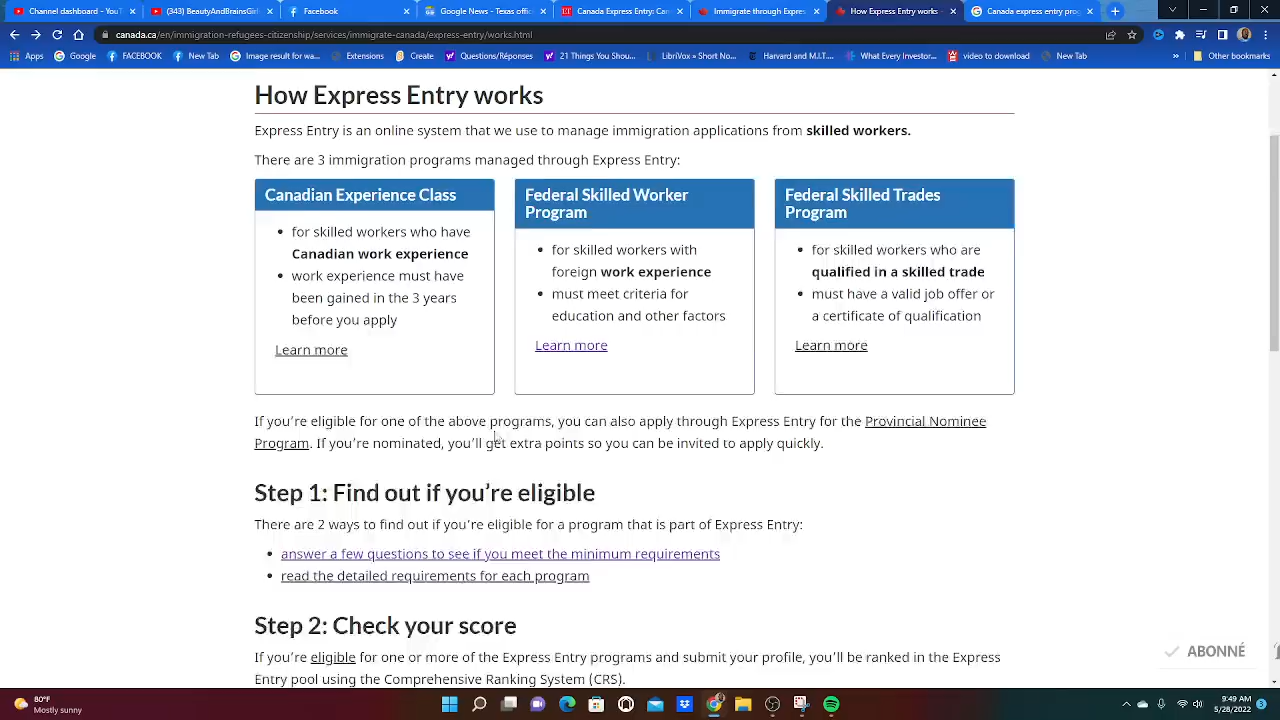 Channel dashboard - YouT
(343) BeautyAndBrainsGirl
Facebook
Google News - Texas offic
Canada Express Entry: Can
Immigrate through Expres
How Express Entry works
Canada express entry prog
canada.ca/en/immigration-refugees-citizenship/services/immigrate-canada/express-entry/works.html
Apps
Google
FACEBOOK
New Tab
Image result for wa...
Extensions
Create
Questions/Réponses
21 Things You Shou...
LibriVox » Short No...
Harvard and M.I.T....
What Every Investor...
video to download
New Tab
»
Other bookmarks
How Express Entry works
Express Entry is an online system that we use to manage immigration applications from skilled workers.
There are 3 immigration programs managed through Express Entry:
Canadian Experience Class
for skilled workers who have
Canadian work experience
work experience must have
been gained in the 3 years
before you apply
Learn more
Federal Skilled Worker
Program
for skilled workers with
foreign work experience
must meet criteria for
education and other factors
Learn more
Federal Skilled Trades
Program
for skilled workers who are
qualified in a skilled trade
must have a valid job offer or
a certificate of qualification
Learn more
If you're eligible for one of the above programs, you can also apply through Express Entry for the Provincial Nominee
Program. If you're nominated, you'll get extra points so you can be invited to apply quickly.
Step 1: Find out if you're eligible
There are 2 ways to find out if you're eligible for a program that is part of Express Entry:
answer a few questions to see if you meet the minimum requirements
read the detailed requirements for each program
Step 2: Check your score
If you're eligible for one or more of the Express Entry programs and submit your profile, you'll be ranked in the Express
Entry pool using the Comprehensive Ranking System (CRS).
ABONNÉ
80°F
Mostly sunny
9:49 AM
5/28/2022